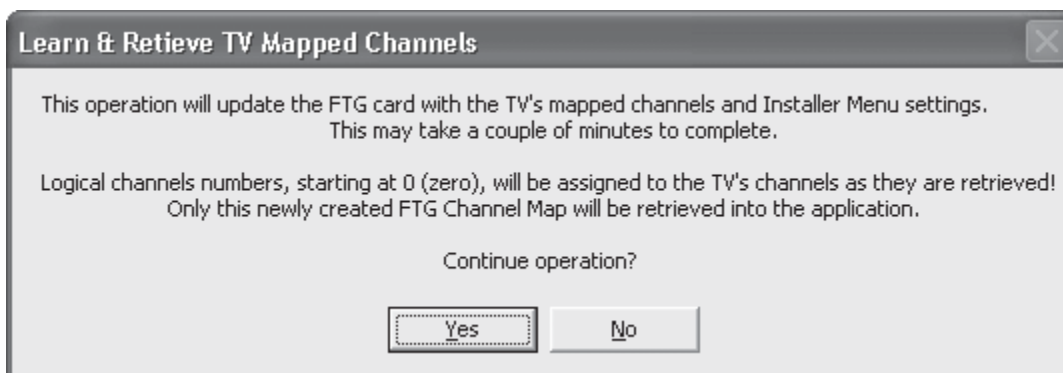 Learn & Retieve TV Mapped Channels
This operation will update the FTG card with the TV's mapped channels and Installer Menu settings.
This may take a couple of minutes to complete.
Logical channels numbers, starting at 0 (zero), will be assigned to the TV's channels as they are retrieved!
Only this newly created FTG Channel Map will be retrieved into the application.
Continue operation?
Yes No